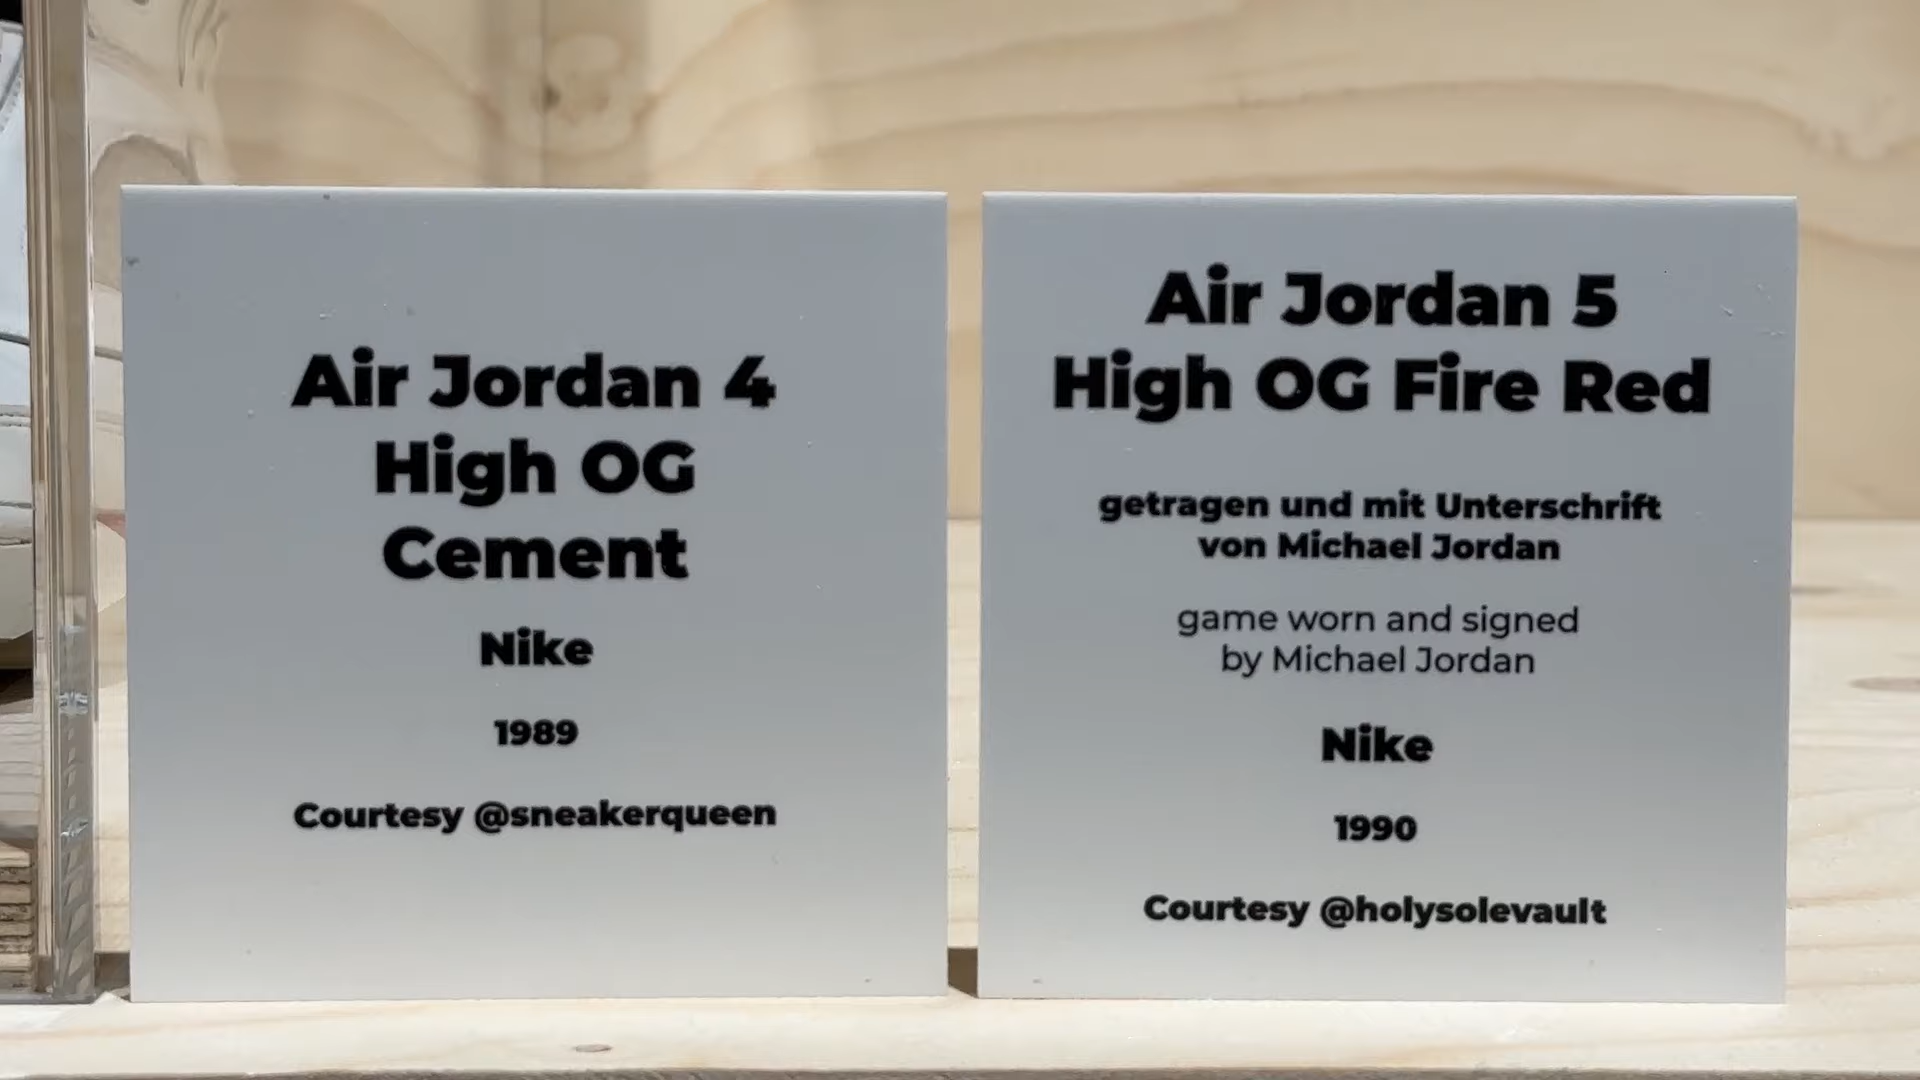 Air Jordan 4
High OG
Cement
Nike
1989
Courtesy @sneakerqueen
Air Jordan 5
High OG Fire Red
getragen und mit Unterschrift
von Michael Jordan
game worn and signed
by Michael Jordan
Nike
1990
Courtesy @holysolevault